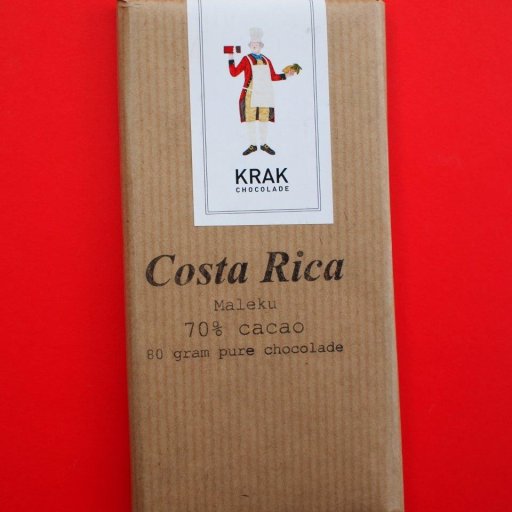 KRAK
CHOCOLADE
Costa Rica
Maleku
70% cacao
80 gram pure chocolade